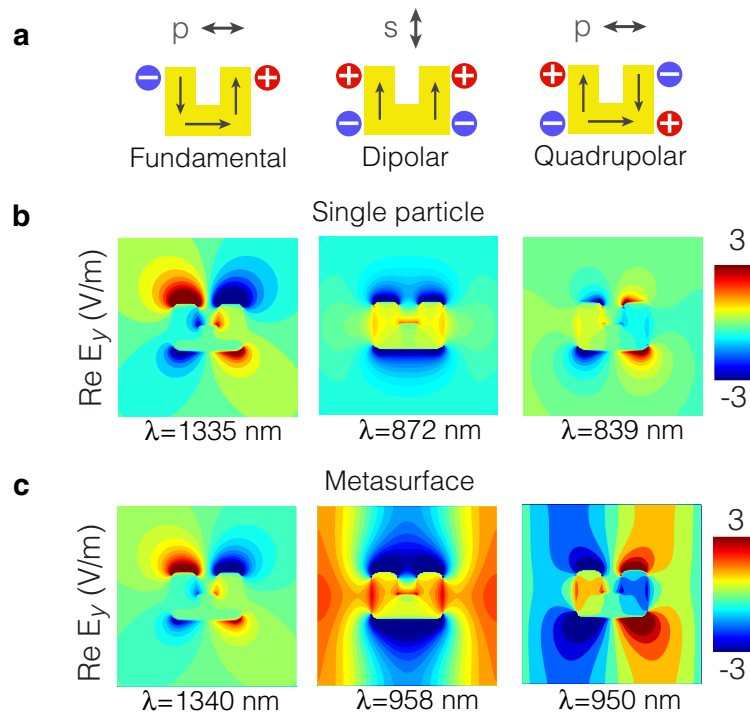 a
p s p
− + + + − −
− − − +
Fundamental Dipolar Quadrupolar
b Single particle
Re E_y (V/m)
3
-3
λ=1335 nm λ=872 nm λ=839 nm
c Metasurface
Re E_y (V/m)
3
-3
λ=1340 nm λ=958 nm λ=950 nm